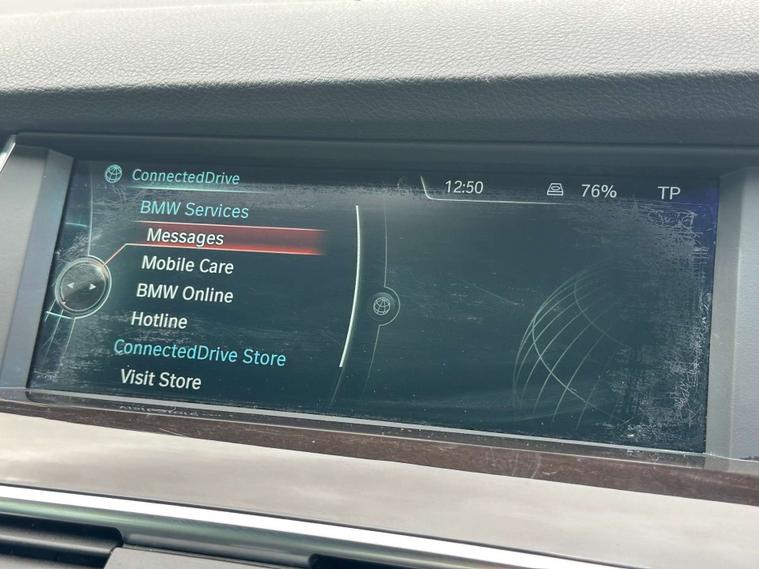 ConnectedDrive
12:50
76%
TP
BMW Services
Messages
Mobile Care
BMW Online
Hotline
ConnectedDrive Store
Visit Store